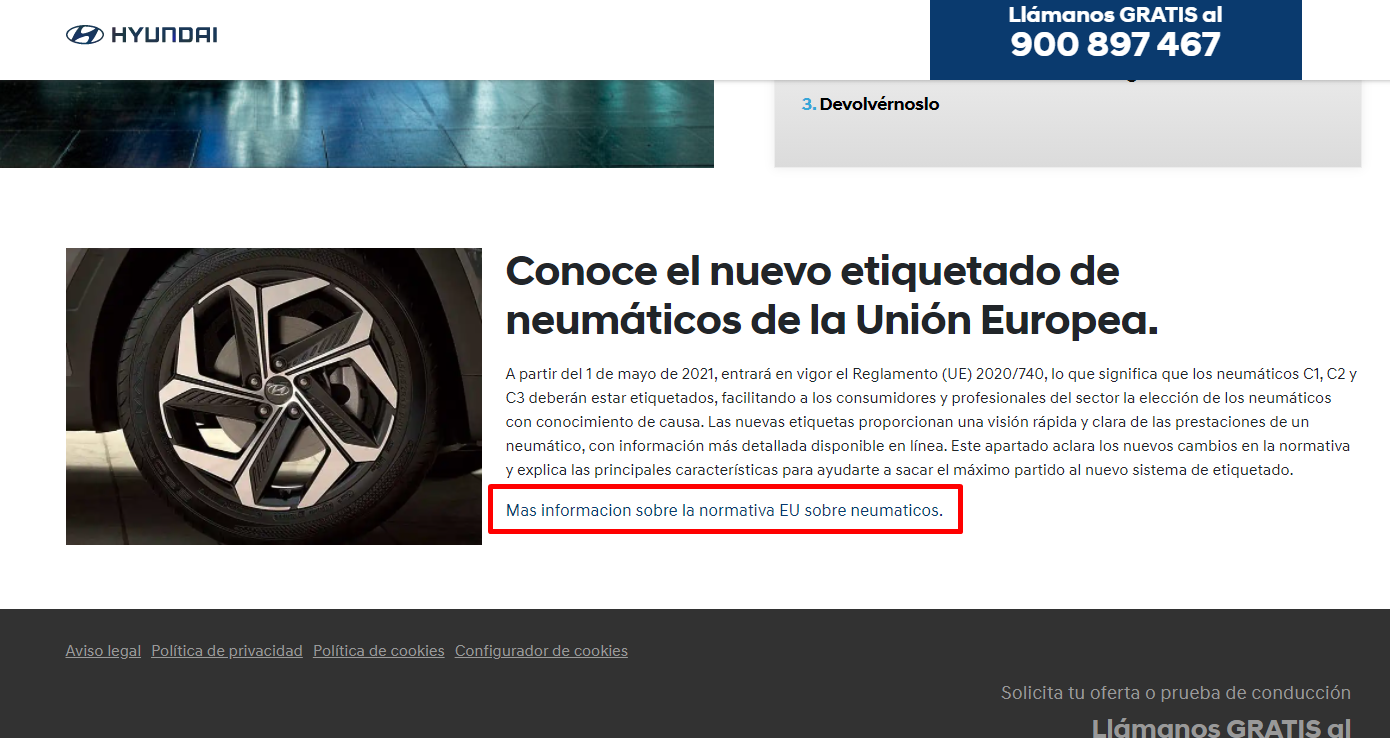 HYUNDAI
Llámanos GRATIS al
900 897 467
3. Devolvérnoslo
Conoce el nuevo etiquetado de
neumáticos de la Unión Europea.
A partir del 1 de mayo de 2021, entrará en vigor el Reglamento (UE) 2020/740, lo que significa que los neumáticos C1, C2 y
C3 deberán estar etiquetados, facilitando a los consumidores y profesionales del sector la elección de los neumáticos
con conocimiento de causa. Las nuevas etiquetas proporcionan una visión rápida y clara de las prestaciones de un
neumático, con información más detallada disponible en línea. Este apartado aclara los nuevos cambios en la normativa
y explica las principales características para ayudarte a sacar el máximo partido al nuevo sistema de etiquetado.
Mas informacion sobre la normativa EU sobre neumaticos.
Aviso legal Política de privacidad Política de cookies Configurador de cookies
Solicita tu oferta o prueba de conducción
Llámanos GRATIS al